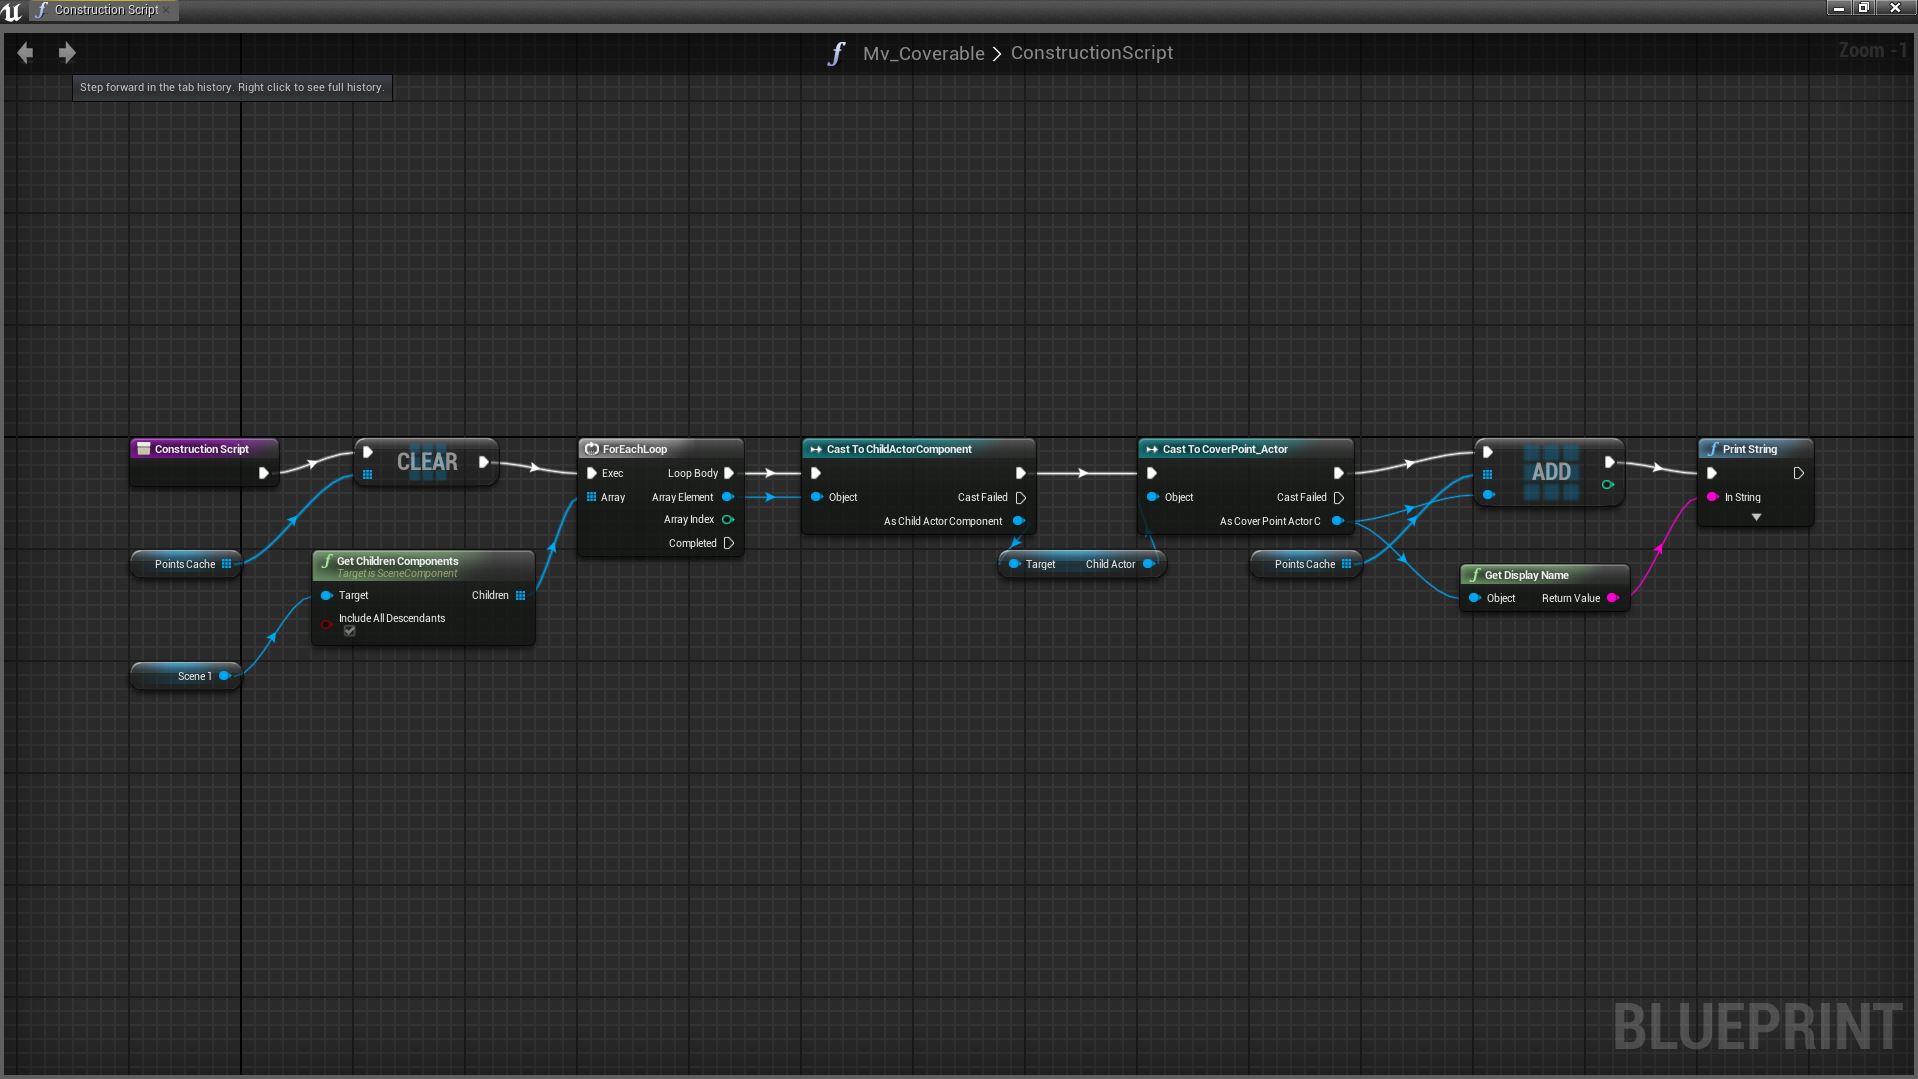 Construction Script
Mv_Coverable > ConstructionScript
Zoom -1
Step forward in the tab history. Right click to see full history.
Construction Script
CLEAR
Points Cache
Get Children Components
Target is SceneComponent
Target
Children
Include All Descendants
Scene 1
ForEachLoop
Exec
Loop Body
Array
Array Element
Array Index
Completed
Cast To ChildActorComponent
Object
Cast Failed
As Child Actor Component
Target
Child Actor
Cast To CoverPoint_Actor
Object
Cast Failed
As Cover Point Actor C
Points Cache
ADD
Get Display Name
Object
Return Value
Print String
In String
BLUEPRINT